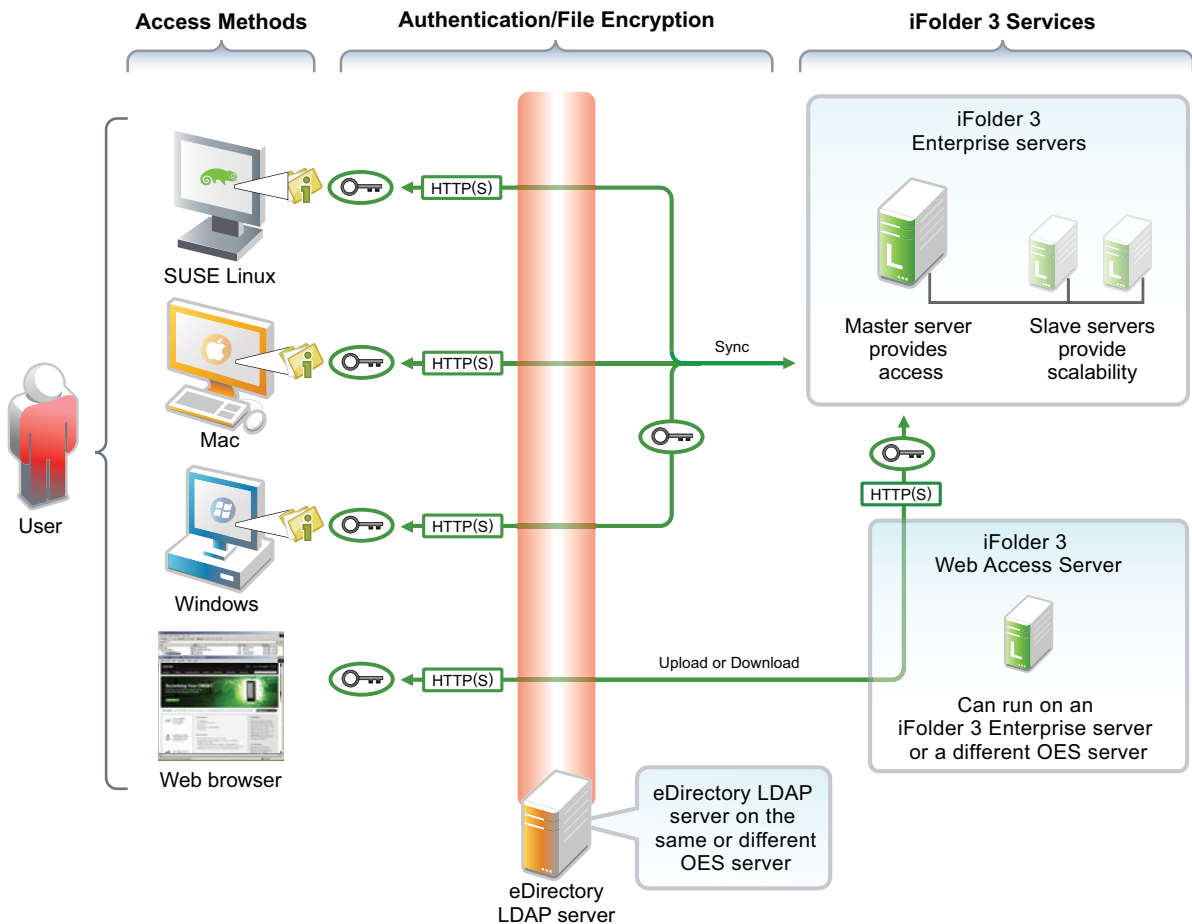 Access Methods
Authentication/File Encryption
iFolder 3 Services
SUSE Linux
Mac
Windows
Web browser
User
HTTP(S)
HTTP(S)
HTTP(S)
HTTP(S)
Sync
Upload or Download
eDirectory
LDAP server
eDirectory LDAP
server on the
same or different
OES server
iFolder 3
Enterprise servers
L
L
L
Master server
provides
access
Slave servers
provide
scalability
HTTP(S)
iFolder 3
Web Access Server
L
Can run on an
iFolder 3 Enterprise server
or a different OES server